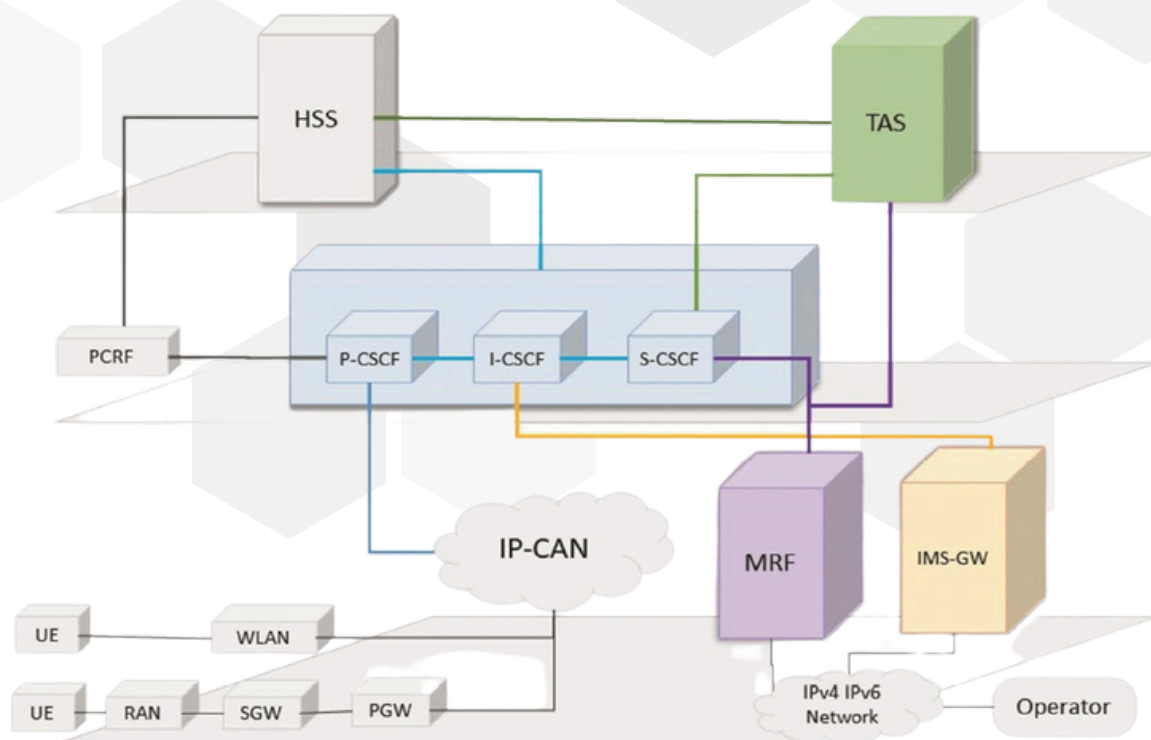 HSS
TAS
PCRF
P-CSCF
I-CSCF
S-CSCF
IP-CAN
MRF
IMS-GW
UE
WLAN
UE
RAN
SGW
PGW
IPv4 IPv6
Network
Operator